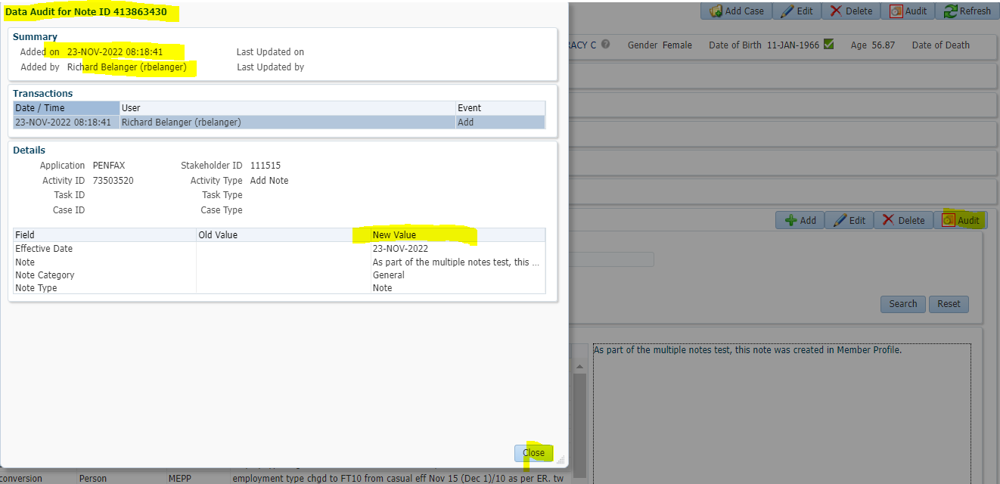 Data Audit for Note ID 413863430
Summary
Added on 23-NOV-2022 08:18:41 Last Updated on
Added by Richard Belanger (rbelanger) Last Updated by
Transactions
Date / Time User Event
23-NOV-2022 08:18:41 Richard Belanger (rbelanger) Add
Details
Application PENFAX Stakeholder ID 111515
Activity ID 73503520 Activity Type Add Note
Task ID Task Type
Case ID Case Type
Field Old Value New Value
Effective Date 23-NOV-2022
Note As part of the multiple notes test, this ...
Note Category General
Note Type Note
Close
Add Case Edit Delete Audit Refresh
RACY C Gender Female Date of Birth 11-JAN-1966 Age 56.87 Date of Death
Add Edit Delete Audit
Search Reset
As part of the multiple notes test, this note was created in Member Profile.
conversion Person MEPP employment type chgd to FT10 from casual eff Nov 15 (Dec 1)/10 as per ER. tw